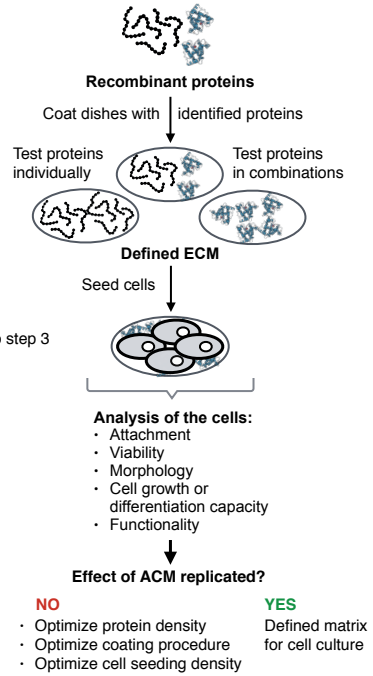 Recombinant proteins
Coat dishes with identified proteins
Test proteins
individually
Test proteins
in combinations
Defined ECM
Seed cells
step 3
Analysis of the cells:
· Attachment
· Viability
· Morphology
· Cell growth or
differentiation capacity
· Functionality
Effect of ACM replicated?
NO
· Optimize protein density
· Optimize coating procedure
· Optimize cell seeding density
YES
Defined matrix
for cell culture